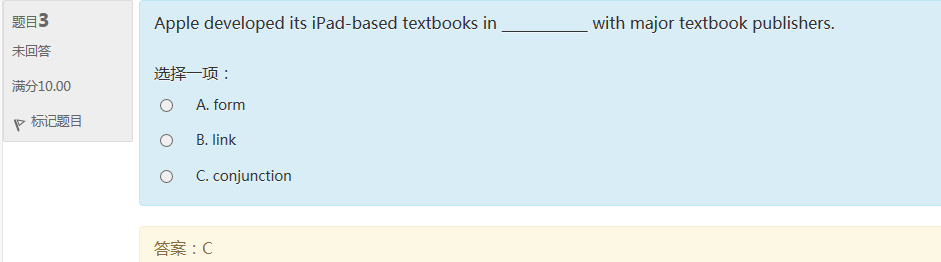 题目3
未回答
满分10.00
标记题目
Apple developed its iPad-based textbooks in ___________ with major textbook publishers.
选择一项：
A. form
B. link
C. conjunction
答案：C